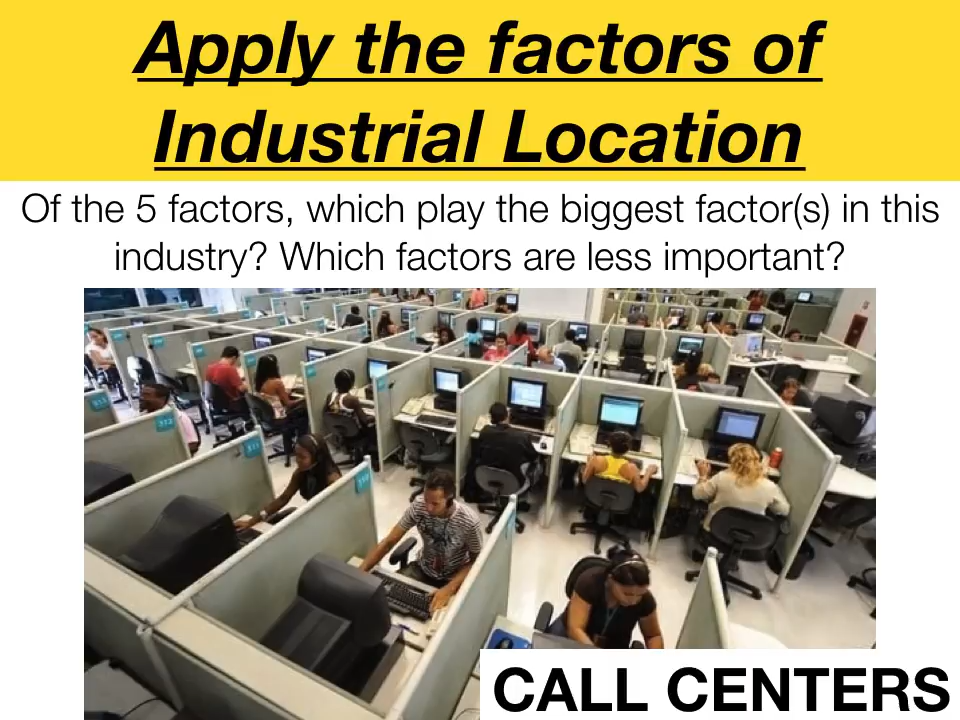 Apply the factors of
Industrial Location
Of the 5 factors, which play the biggest factor(s) in this
industry? Which factors are less important?
CALL CENTERS